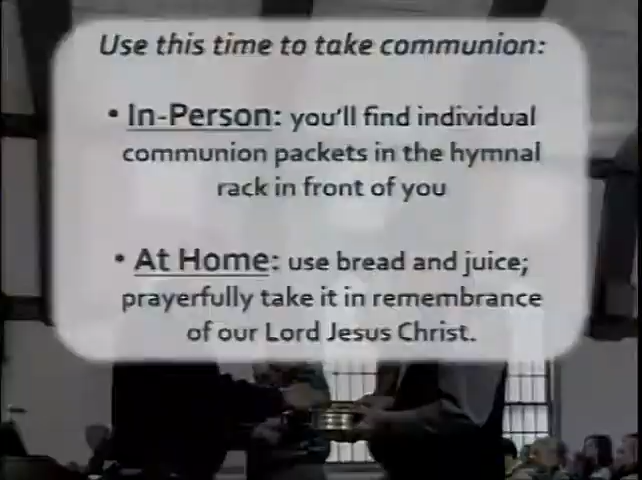 Use this time to take communion:
• In-Person: you'll find individual
communion packets in the hymnal
rack in front of you
• At Home: use bread and juice;
prayerfully take it in remembrance
of our Lord Jesus Christ.